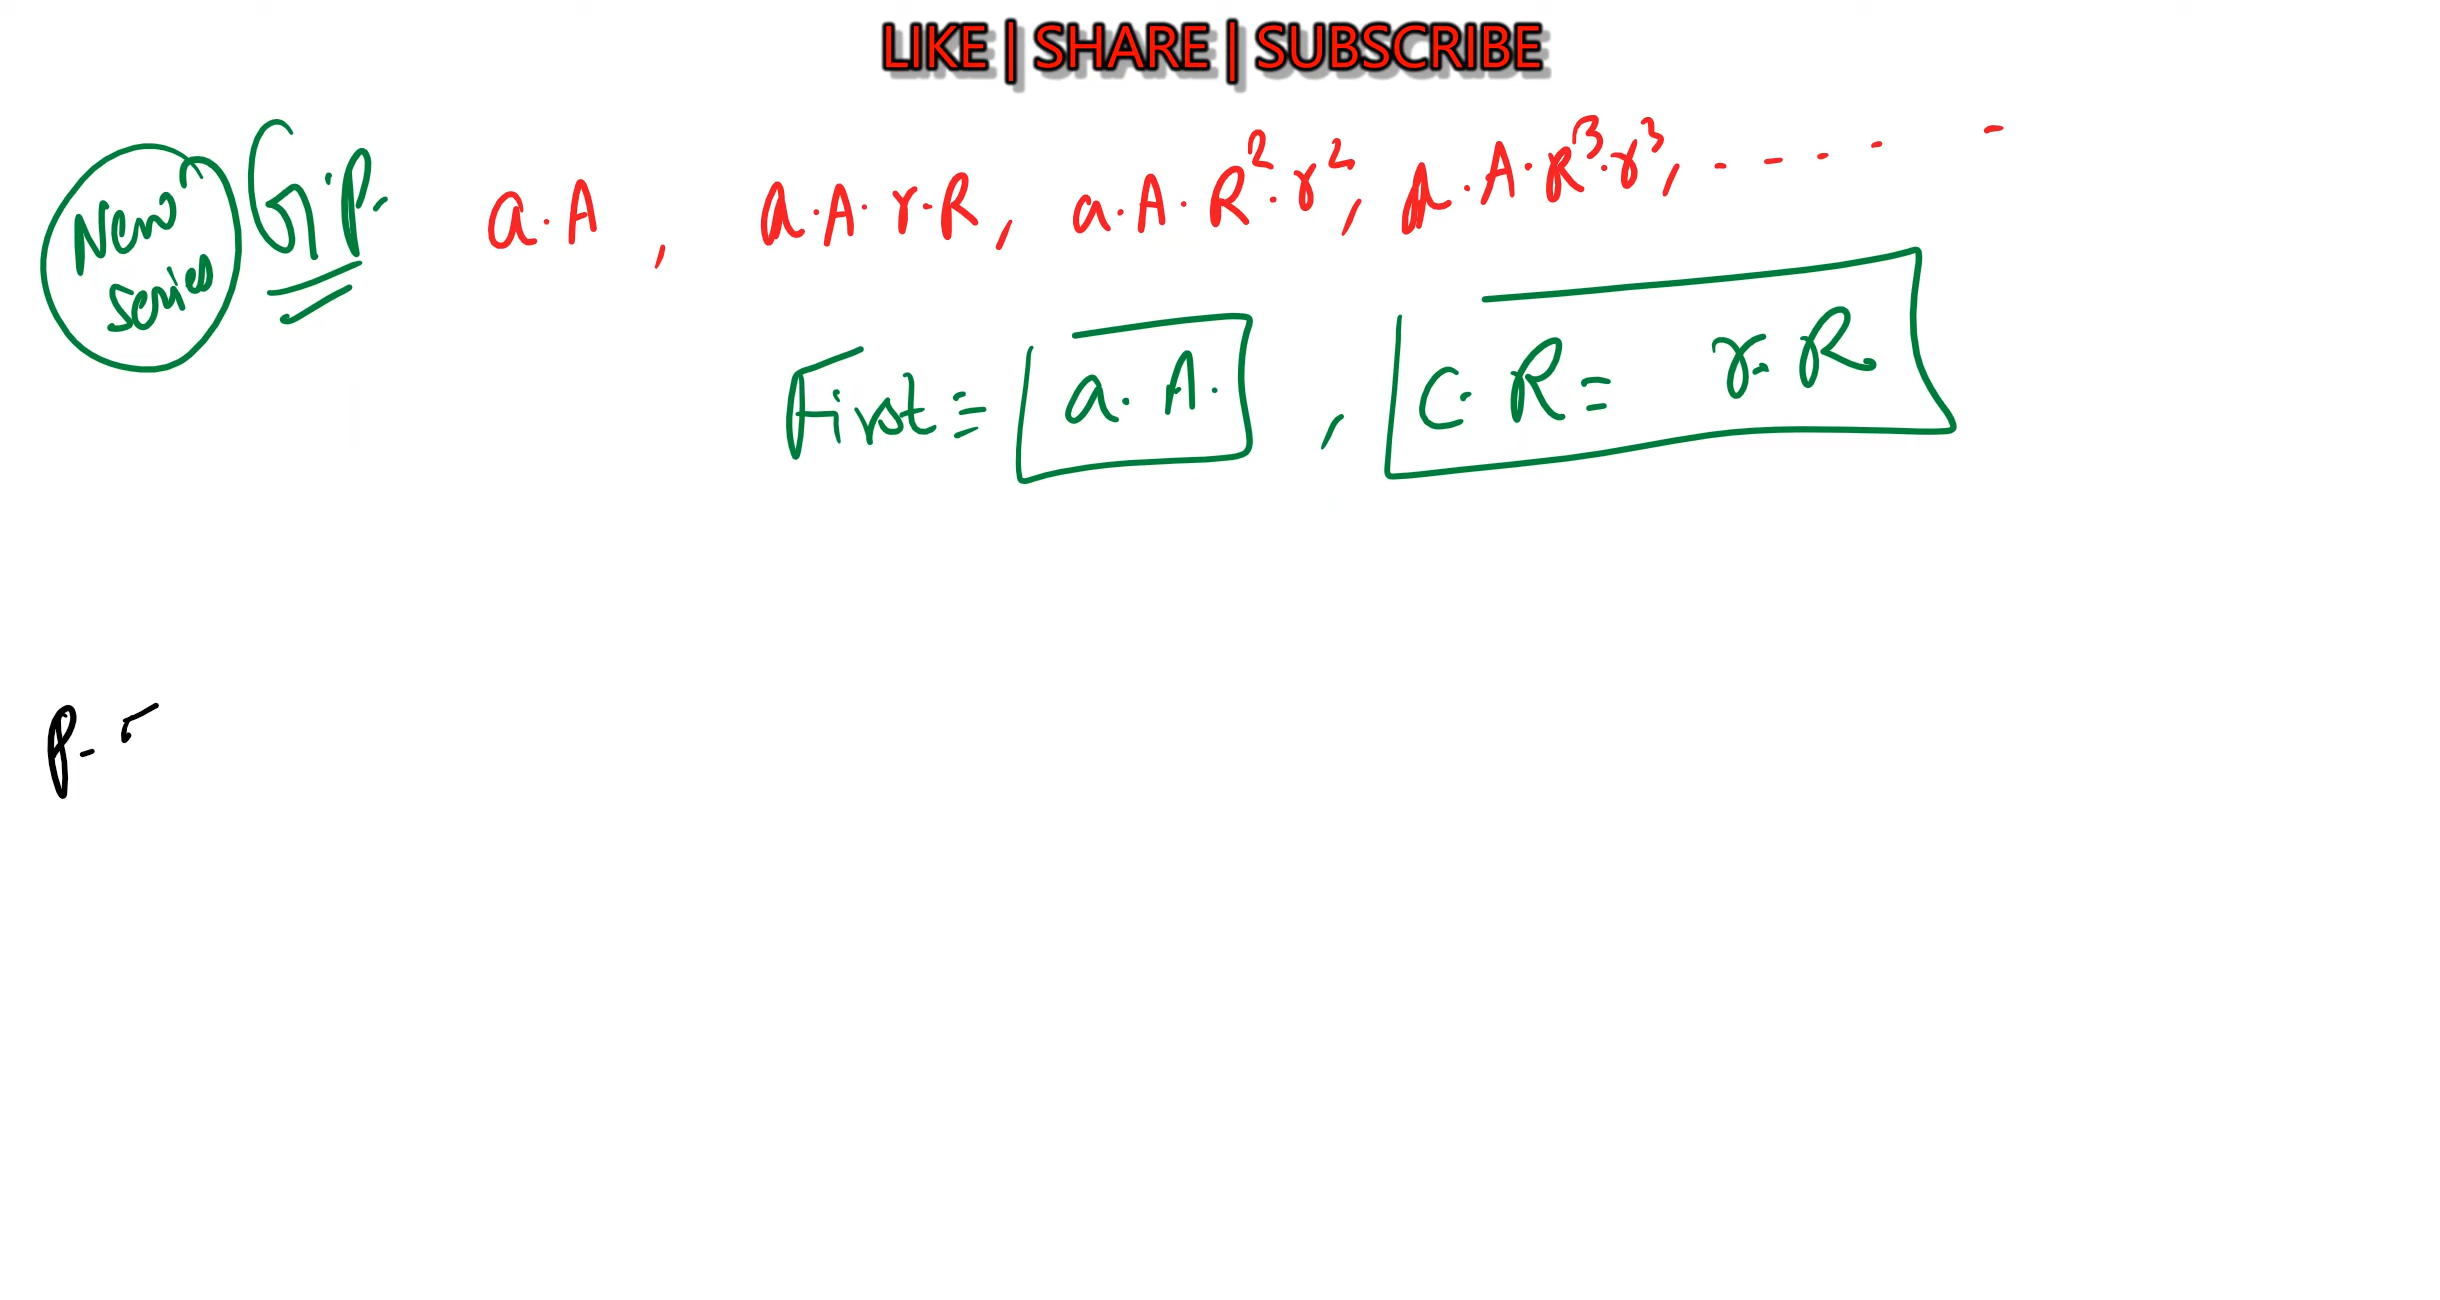 LIKE | SHARE | SUBSCRIBE
New series G.P. a.A , a.A.r.R, a.A.R².r², a.A.R³.r³, - - - - -
First = a.A. , C.R = r.R
P-